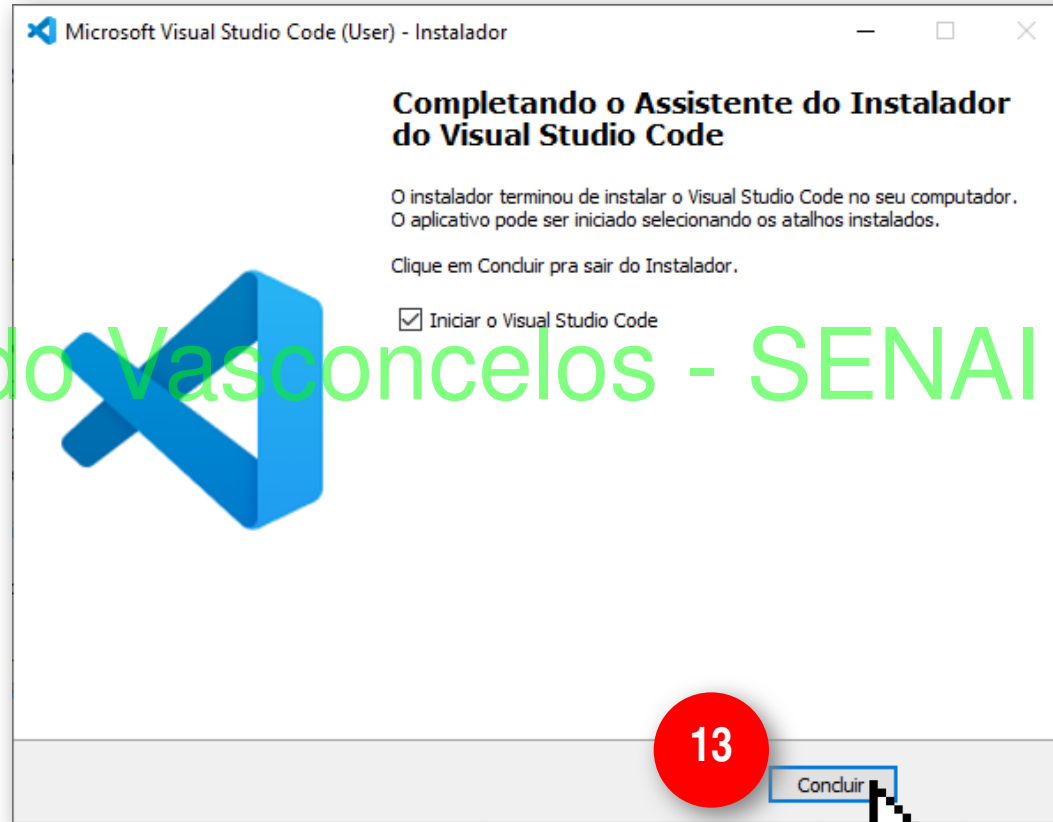 Microsoft Visual Studio Code (User) - Instalador
Completando o Assistente do Instalador
do Visual Studio Code
O instalador terminou de instalar o Visual Studio Code no seu computador.
O aplicativo pode ser iniciado selecionando os atalhos instalados.
Clique em Concluir pra sair do Instalador.
Iniciar o Visual Studio Code
do Vasconcelos - SENAI
13
Concluir